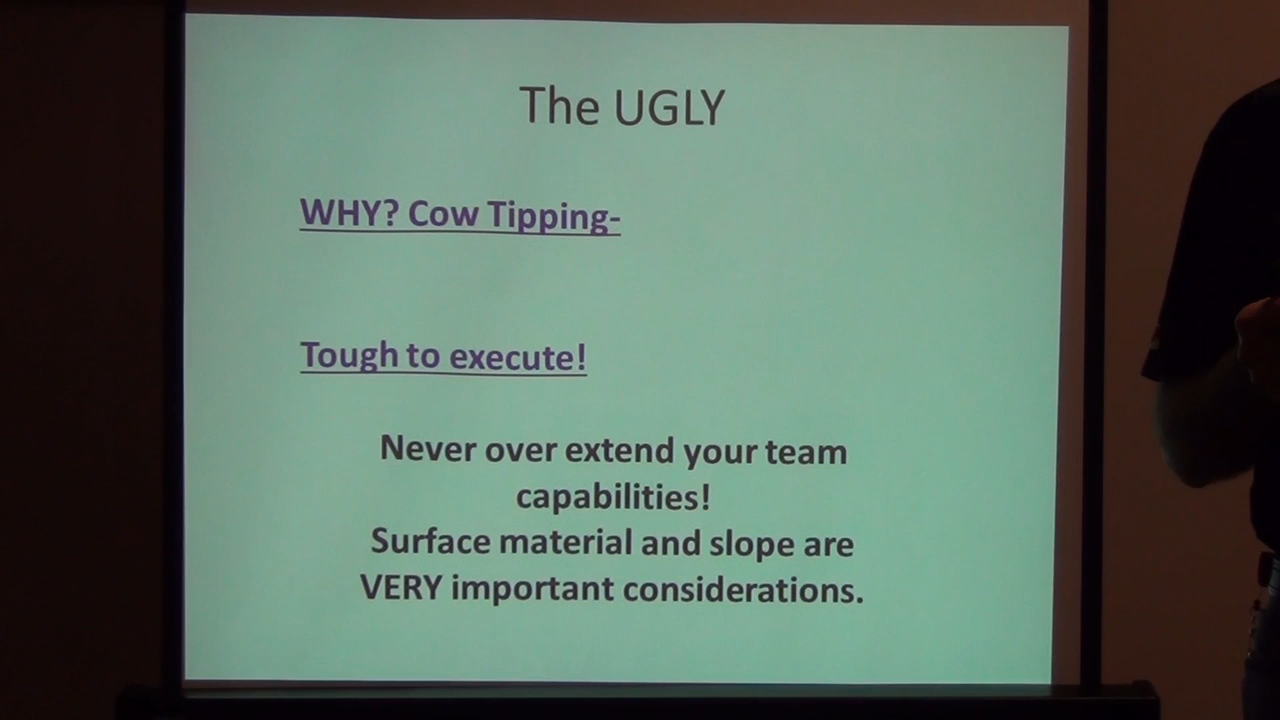 The UGLY
WHY? Cow Tipping-
Tough to execute!
Never over extend your team
capabilities!
Surface material and slope are
VERY important considerations.